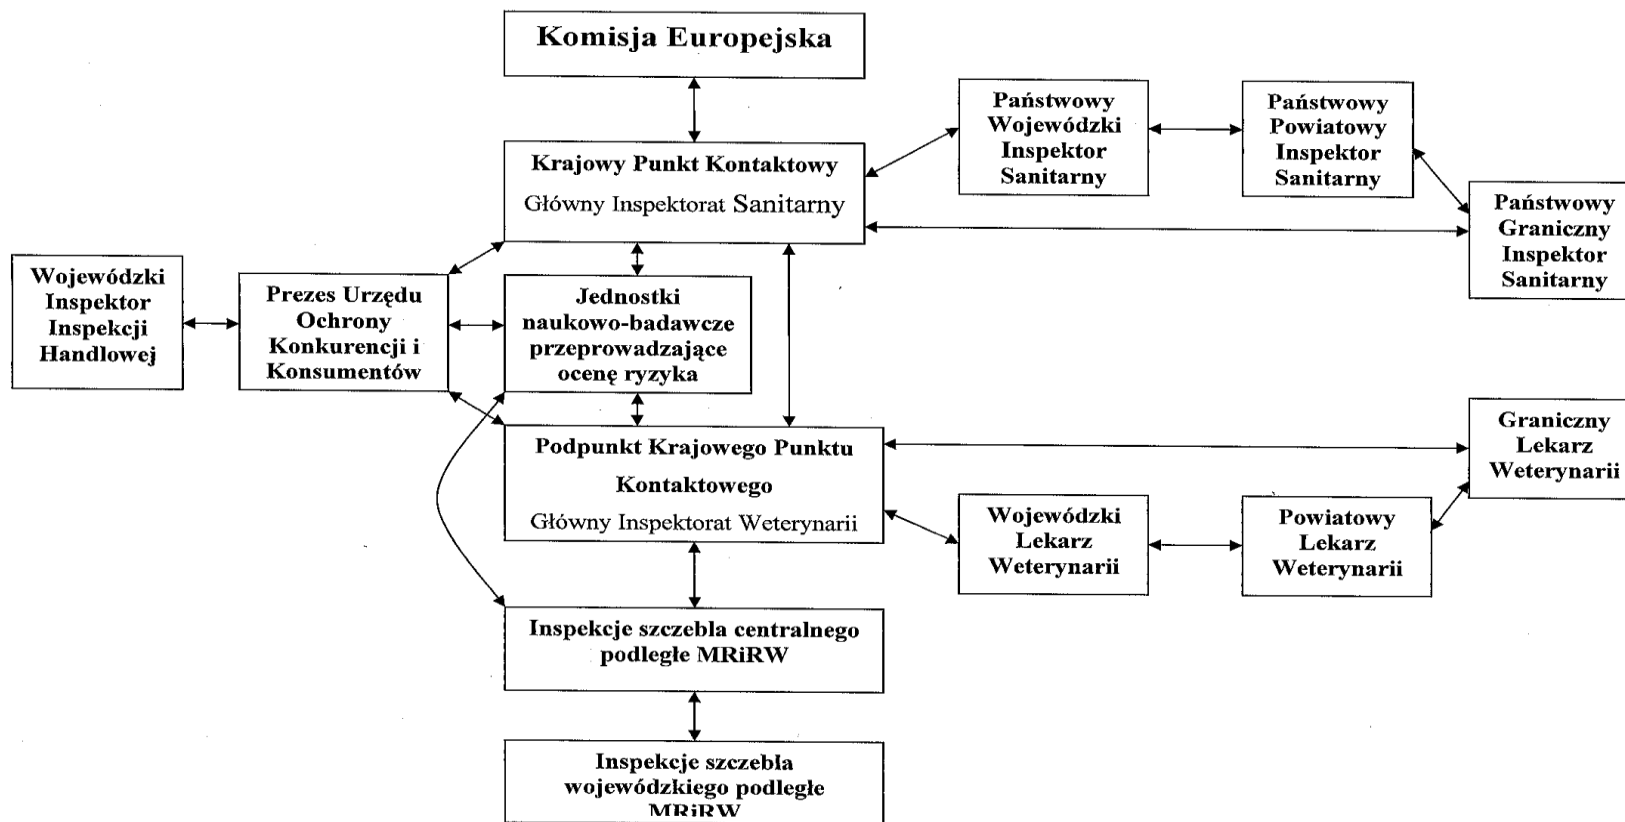 Komisja Europejska
Krajowy Punkt Kontaktowy
Główny Inspektorat Sanitarny
Państwowy
Wojewódzki
Inspektor
Sanitarny
Państwowy
Powiatowy
Inspektor
Sanitarny
Państwowy
Graniczny
Inspektor
Sanitarny
Wojewódzki
Inspektor
Inspekcji
Handlowej
Prezes Urzędu
Ochrony
Konkurencji i
Konsumentów
Jednostki
naukowo-badawcze
przeprowadzające
ocenę ryzyka
Podpunkt Krajowego Punktu
Kontaktowego
Główny Inspektorat Weterynarii
Graniczny
Lekarz
Weterynarii
Wojewódzki
Lekarz
Weterynarii
Powiatowy
Lekarz
Weterynarii
Inspekcje szczebla centralnego
podległe MRiRW
Inspekcje szczebla
wojewódzkiego podległe
MRiRW